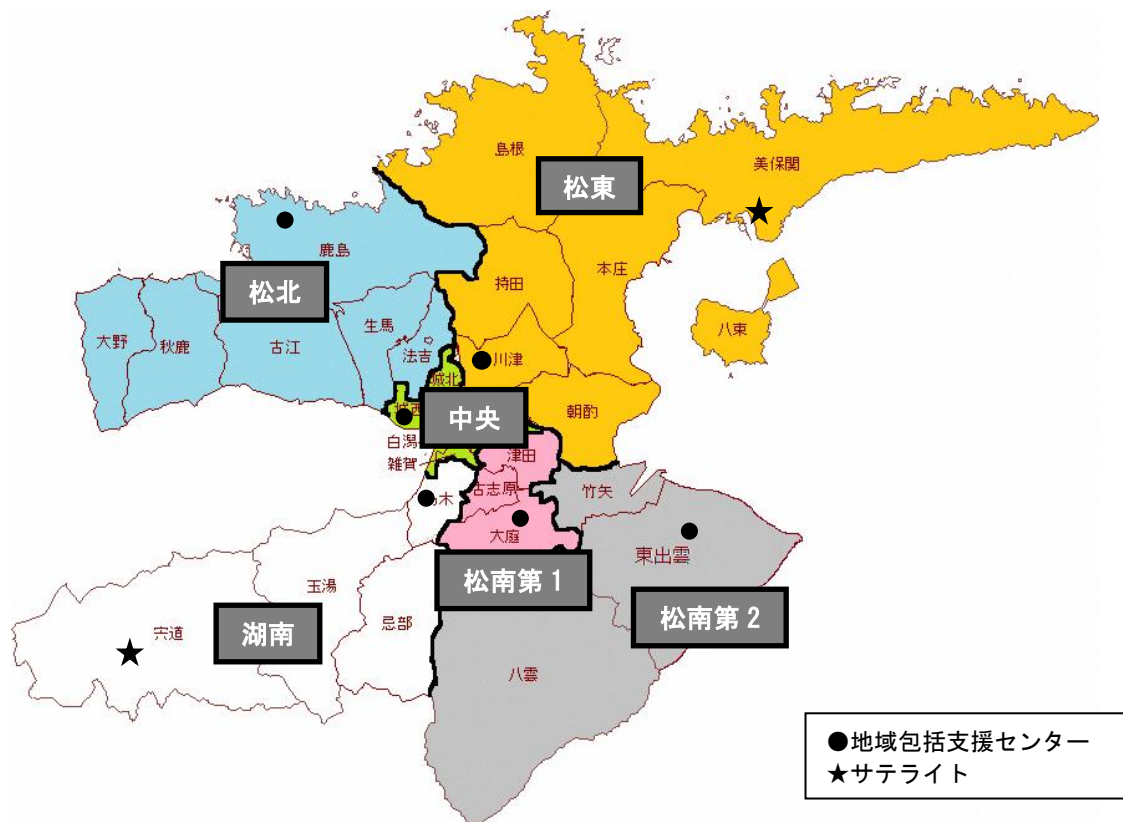 島根
美保関
松東
鹿島
本庄
持田
松北
八束
生馬
大野
秋鹿
古江
法吉
川津
城北
朝酌
中央
白潟
津田
雑賀
古志原
竹矢
大庭
東出雲
松南第1
玉湯
松南第2
忌部
宍道
湖南
八雲
●地域包括支援センター
★サテライト